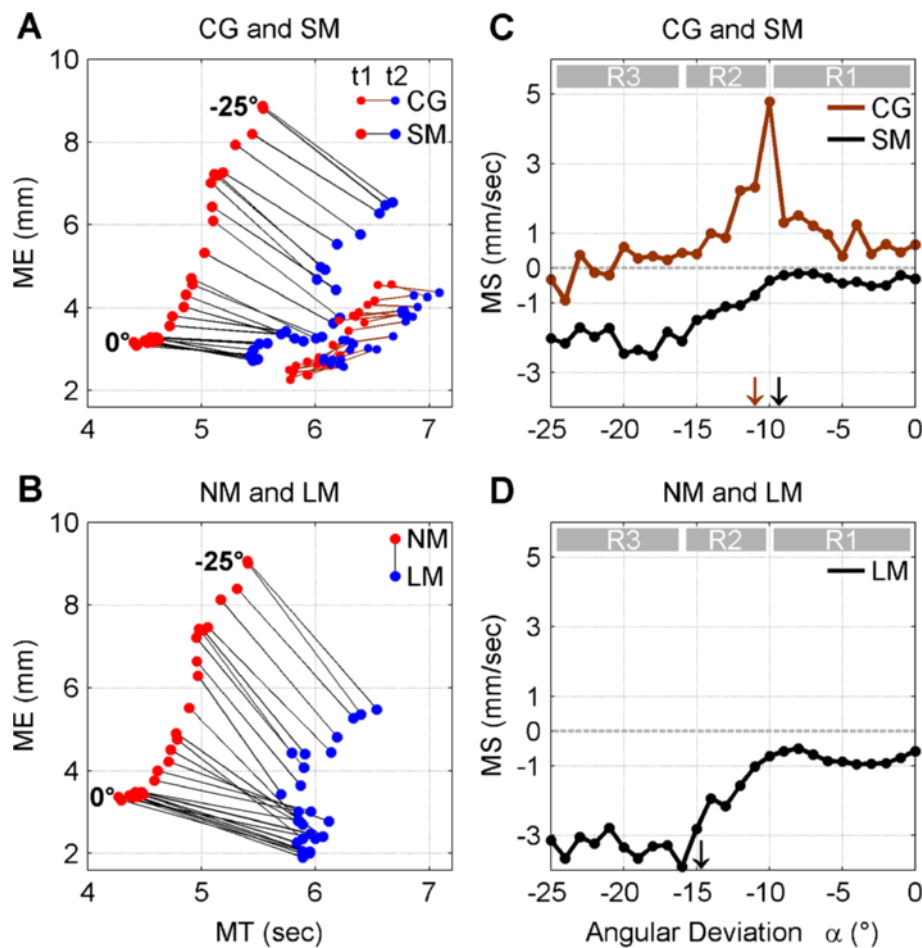 A
CG and SM
10
8
6
4
2
ME (mm)
-25°
0°
t1 t2
CG
SM
4 5 6 7
C
CG and SM
R3 R2 R1
5
3
1
0
-1
-3
MS (mm/sec)
CG
SM
-25 -20 -15 -10 -5 0
B
NM and LM
10
8
6
4
2
ME (mm)
-25°
0°
NM
LM
4 5 6 7
MT (sec)
D
NM and LM
R3 R2 R1
5
3
1
0
-1
-3
MS (mm/sec)
LM
-25 -20 -15 -10 -5 0
Angular Deviation α (°)